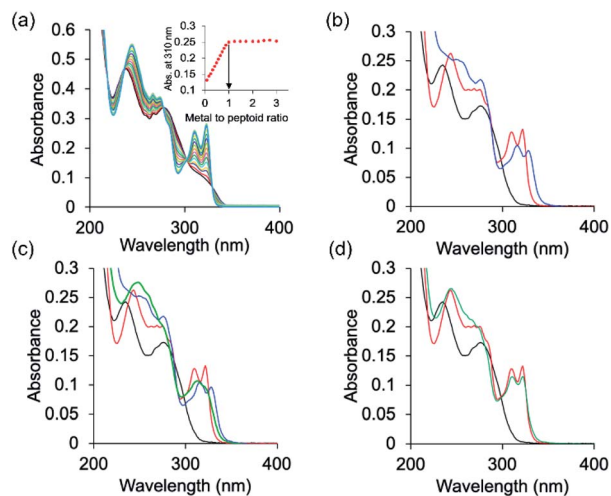 (a)
0.6
0.5
0.4
0.3
0.2
0.1
0
Absorbance
200 300 400
Wavelength (nm)
0.3
0.25
0.2
0.15
0.1
Abs. at 310 nm
0 1 2 3
Metal to peptoid ratio
(b)
0.3
0.25
0.2
0.15
0.1
0.05
0
Absorbance
200 300 400
Wavelength (nm)
(c)
0.3
0.25
0.2
0.15
0.1
0.05
0
Absorbance
200 300 400
Wavelength (nm)
(d)
0.3
0.25
0.2
0.15
0.1
0.05
0
Absorbance
200 300 400
Wavelength (nm)